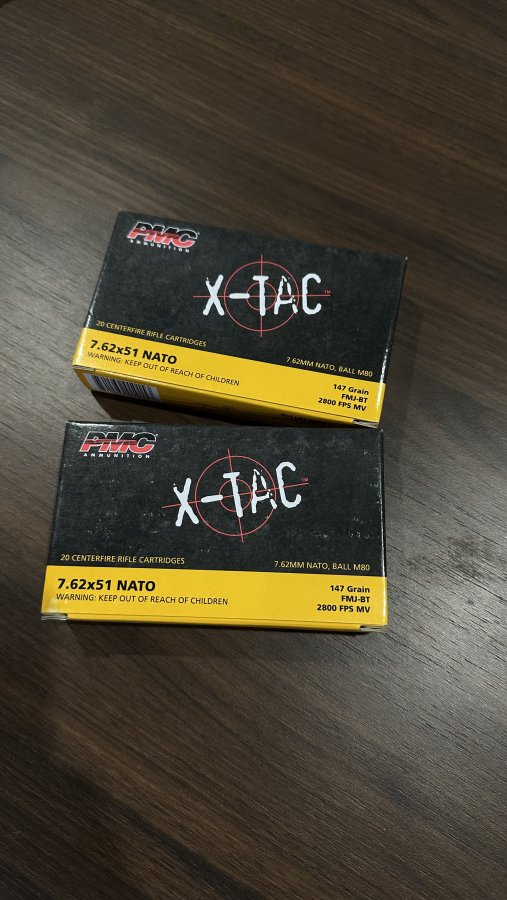 PMC
AMMUNITION
X-TAC™
20 CENTERFIRE RIFLE CARTRIDGES
7.62MM NATO, BALL M80
7.62x51 NATO
WARNING: KEEP OUT OF REACH OF CHILDREN
147 Grain
FMJ-BT
2800 FPS MV
PMC
AMMUNITION
X-TAC™
20 CENTERFIRE RIFLE CARTRIDGES
7.62MM NATO, BALL M80
7.62x51 NATO
WARNING: KEEP OUT OF REACH OF CHILDREN
147 Grain
FMJ-BT
2800 FPS MV